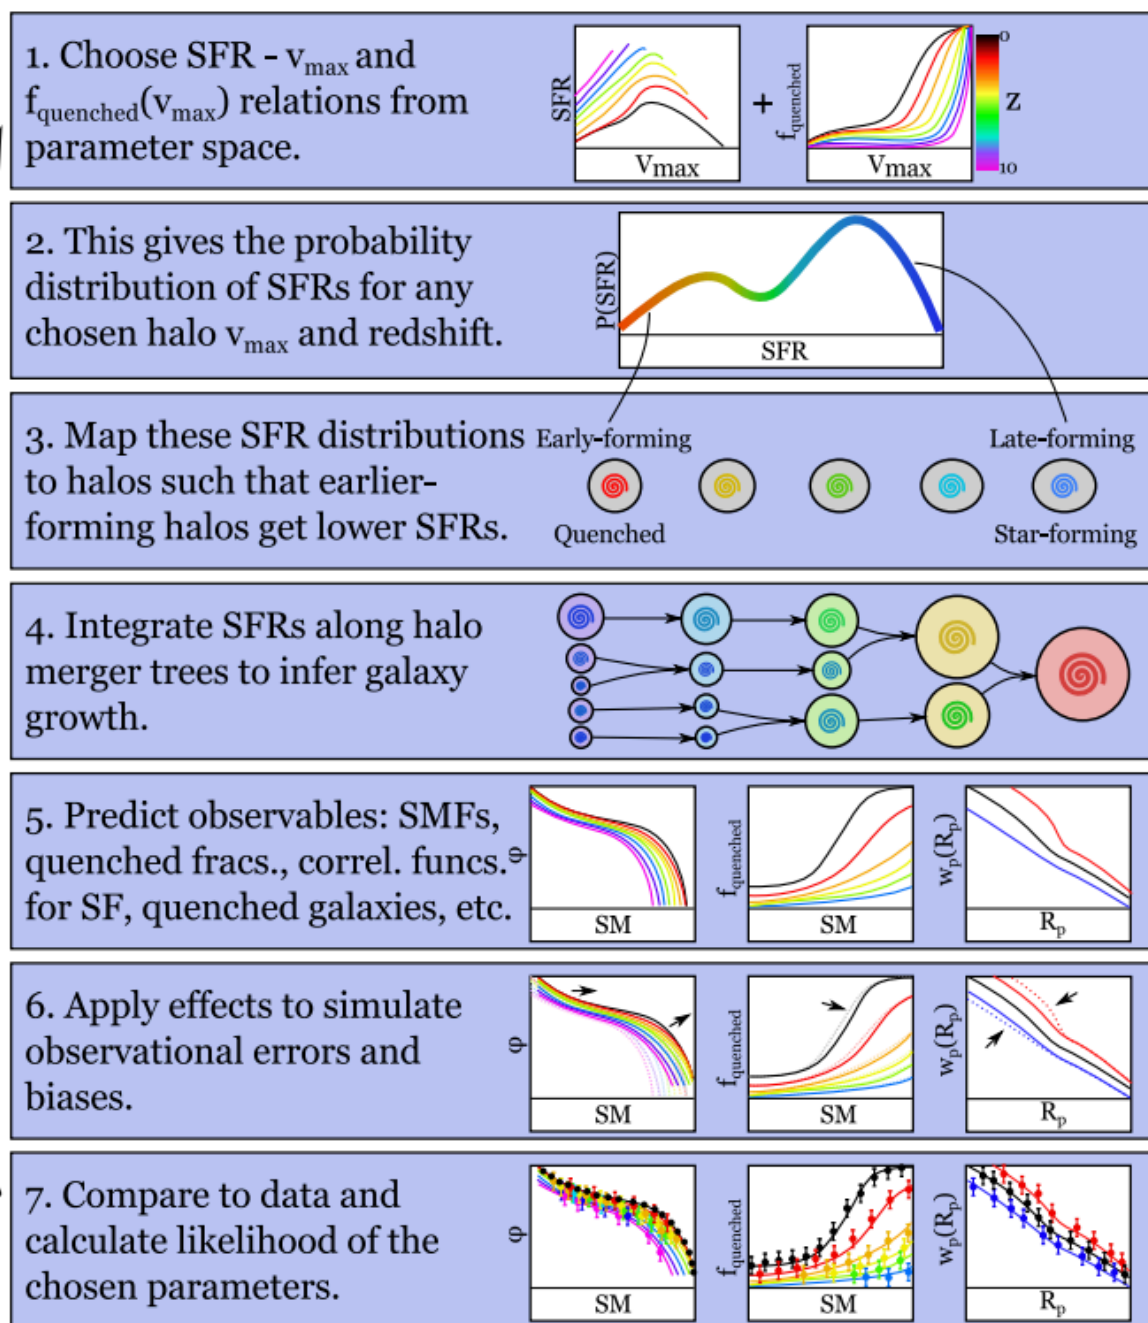 1. Choose SFR - vmax and
fquenched(vmax) relations from
parameter space.
SFR
Vmax
+
fquenched
Vmax
0
Z
10
2. This gives the probability
distribution of SFRs for any
chosen halo vmax and redshift.
P(SFR)
SFR
3. Map these SFR distributions
to halos such that earlier-
forming halos get lower SFRs.
Early-forming
Late-forming
Quenched
Star-forming
4. Integrate SFRs along halo
merger trees to infer galaxy
growth.
5. Predict observables: SMFs,
quenched fracs., correl. funcs.
for SF, quenched galaxies, etc.
φ
SM
fquenched
SM
wp(Rp)
Rp
6. Apply effects to simulate
observational errors and
biases.
φ
SM
fquenched
SM
wp(Rp)
Rp
7. Compare to data and
calculate likelihood of the
chosen parameters.
φ
SM
fquenched
SM
wp(Rp)
Rp